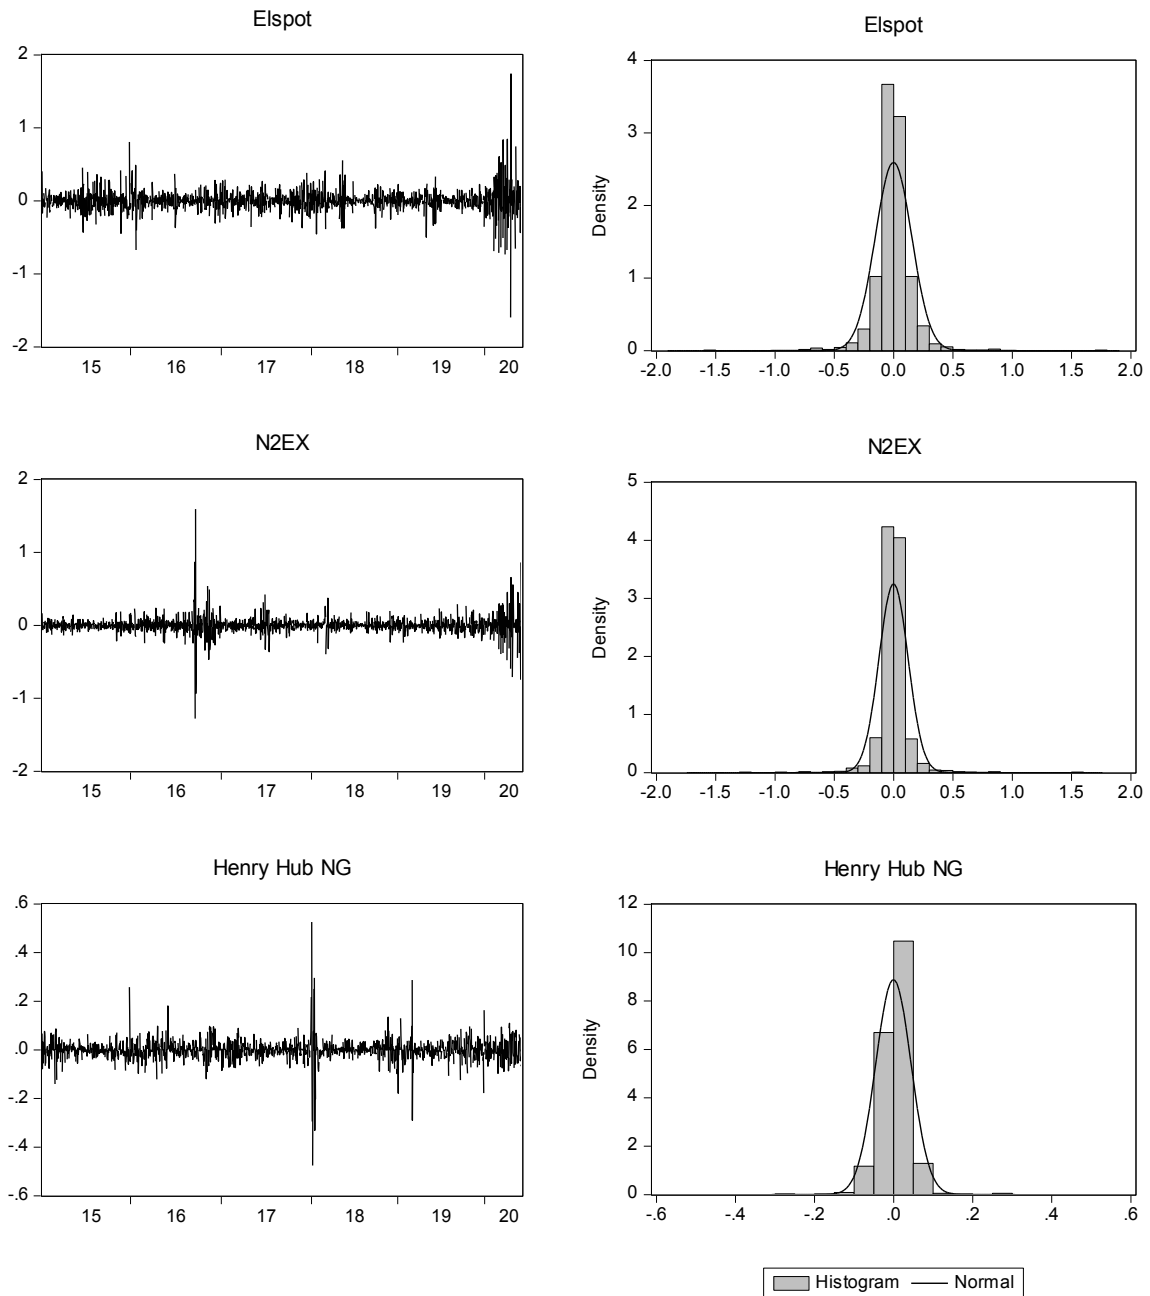 Elspot
2
1
0
-1
-2
15 16 17 18 19 20
Elspot
Density
4
3
2
1
0
-2.0 -1.5 -1.0 -0.5 0.0 0.5 1.0 1.5 2.0
N2EX
2
1
0
-1
-2
15 16 17 18 19 20
N2EX
Density
5
4
3
2
1
0
-2.0 -1.5 -1.0 -0.5 0.0 0.5 1.0 1.5 2.0
Henry Hub NG
.6
.4
.2
.0
-.2
-.4
-.6
15 16 17 18 19 20
Henry Hub NG
Density
12
10
8
6
4
2
0
-.6 -.4 -.2 .0 .2 .4 .6
Histogram Normal